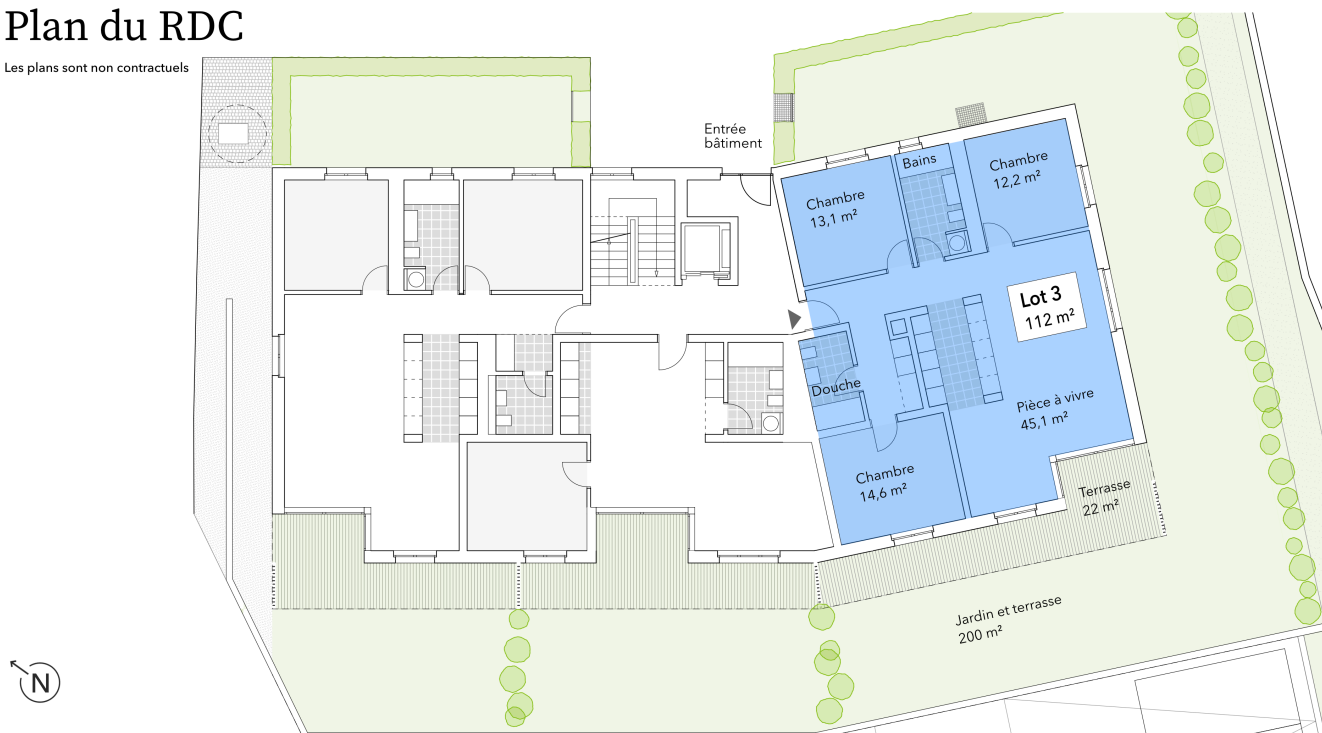 Plan du RDC
Les plans sont non contractuels
Entrée
bâtiment
Bains
Chambre
12,2 m²
Chambre
13,1 m²
Lot 3
112 m²
Douche
Pièce à vivre
45,1 m²
Chambre
14,6 m²
Terrasse
22 m²
Jardin et terrasse
200 m²
N